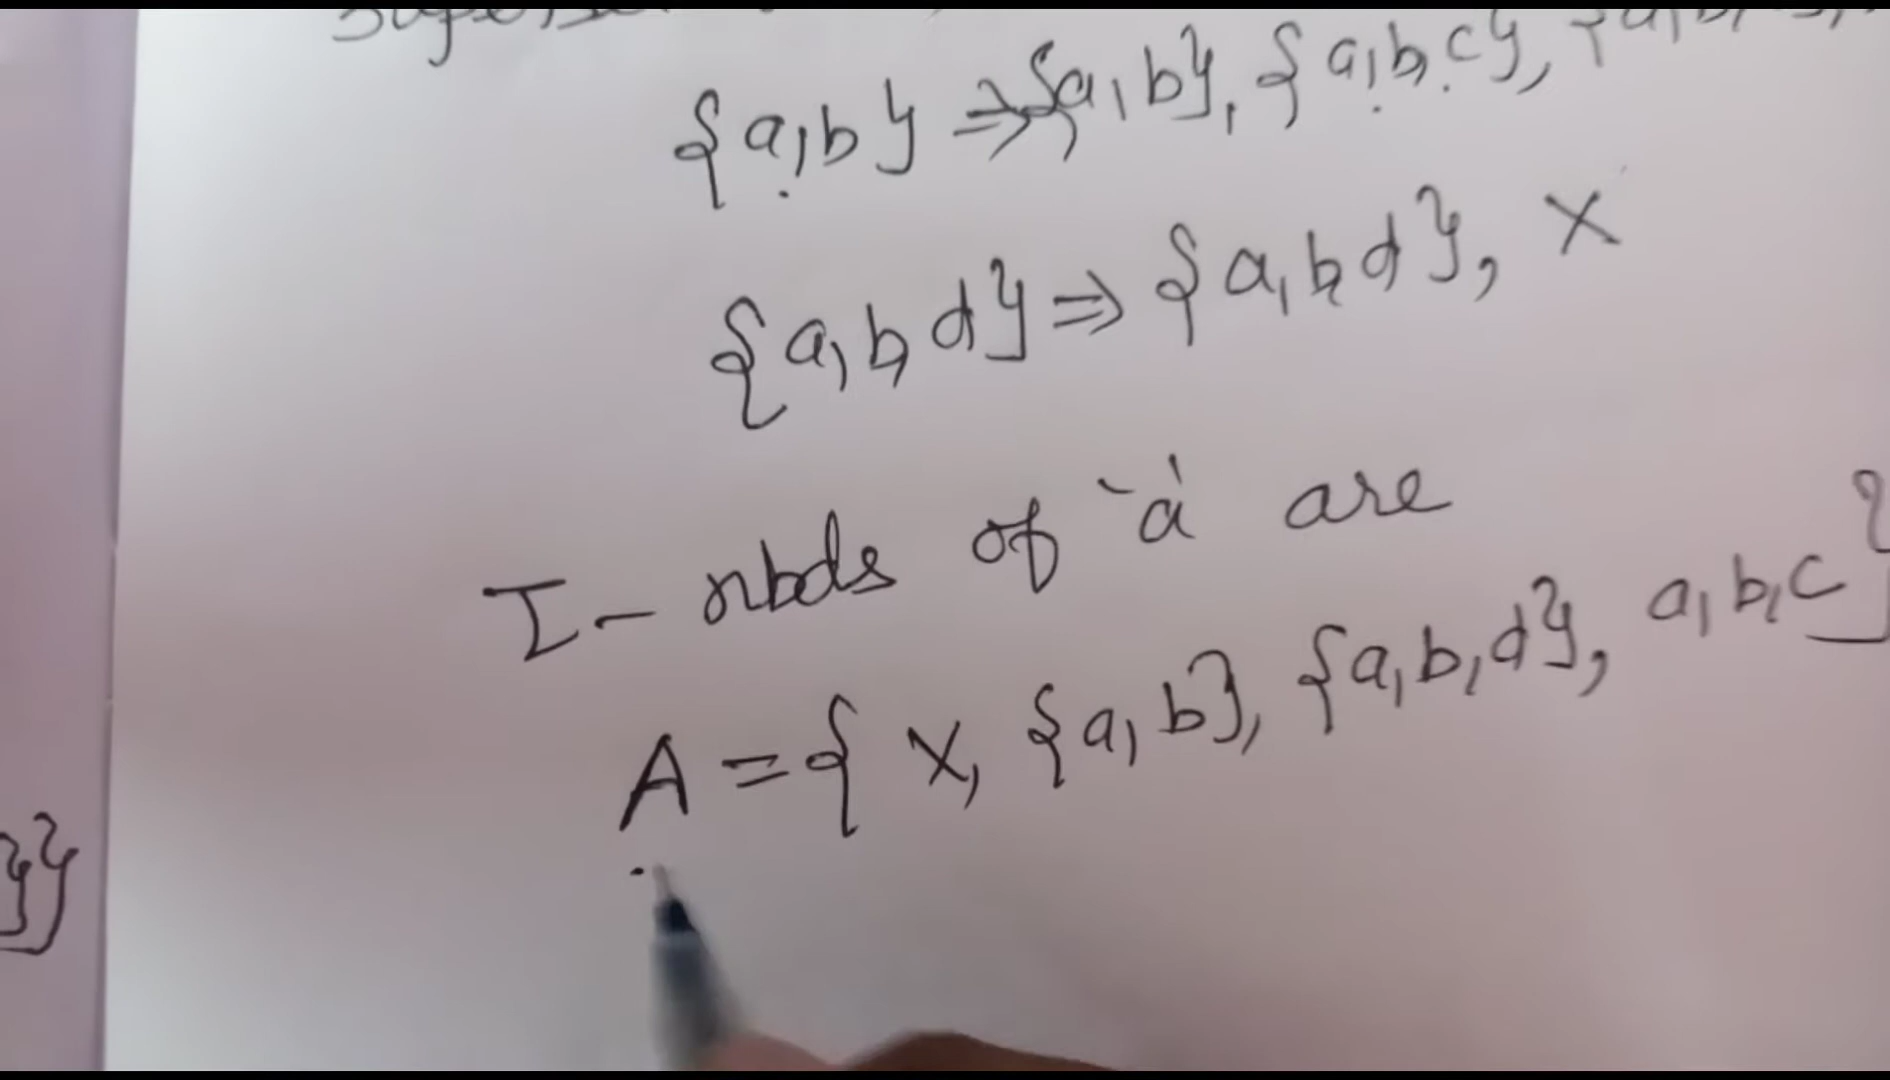 {a,b} ⇒ {a,b}, {a,b,c},
{a,b,d} ⇒ {a,b,d}, X
I - nbds of 'a' are
A = { X, {a,b}, {a,b,d}, a,b,c}
}}